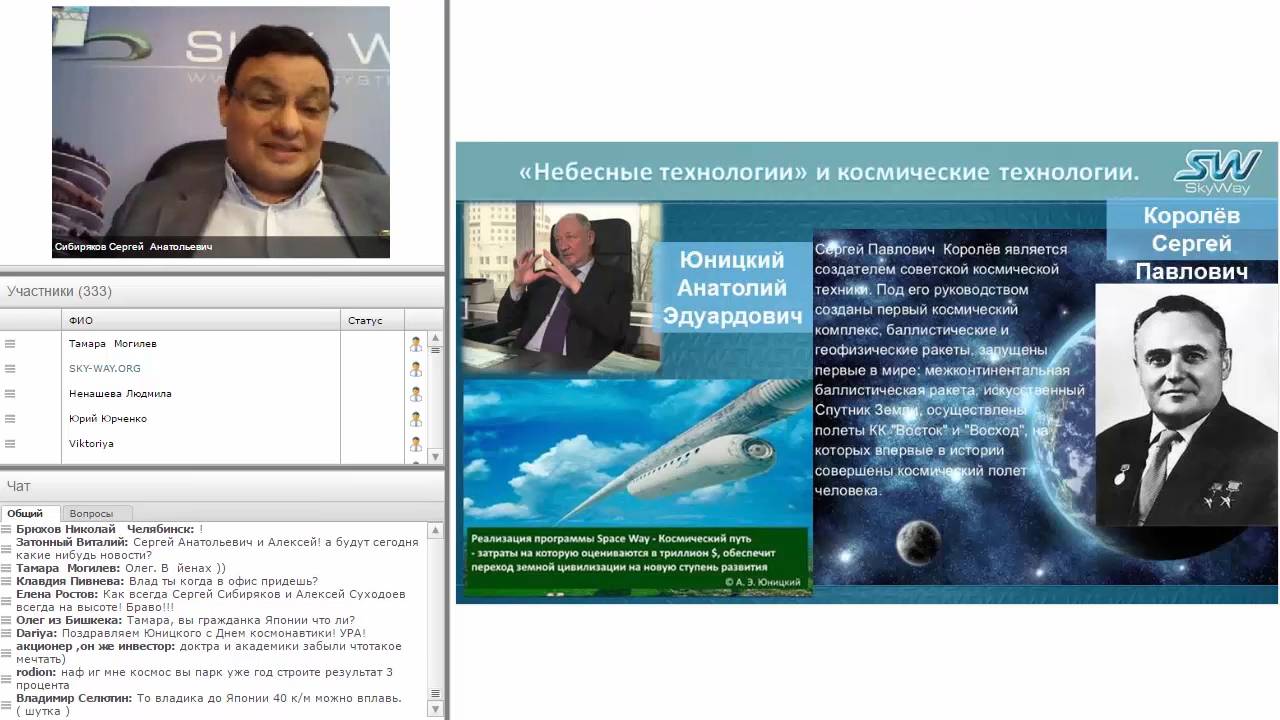 SKY W
WWW
YSTE
Сибиряков Сергей Анатольевич
Участники (333)
ФИО
Статус
Тамара Могилев
SKY-WAY.ORG
Ненашева Людмила
Юрий Юрченко
Viktoriya
Чат
Общий
Вопросы
Брюхов Николай Челябинск: !
Затонный Виталий: Сергей Анатольевич и Алексей! а будут сегодня
какие нибудь новости?
Тамара Могилев: Олег. В йенах ))
Клавдия Пивнева: Влад ты когда в офис придешь?
Елена Росов: Как всегда Сергей Сибиряков и Алексей Суходоев
всегда на высоте! Браво!!!
Олег из Бишкека: Тамара, вы гражданка Японии что ли?
Dariya: Поздравляем Юницкого с Днем космонавтики! УРА!
акционер ,он же инвестор: доктра и академики забыли чтотакое
мечтать)
rodion: наф иг мне космос вы парк уже год строите результат 3
процента
Владимир Селютин: То владика до Японии 40 к/м можно вплавь.
( шутка )
«Небесные технологии» и космические технологии.
SW
SkyWay
Юницкий
Анатолий
Эдуардович
Реализация программы Space Way - Космический путь
- затраты на которую оцениваются в триллион $, обеспечит
переход земной цивилизации на новую ступень развития
© А. Э. Юницкий
Сергей Павлович Королёв является
создателем советской космической
техники. Под его руководством
созданы первый космический
комплекс, баллистические и
геофизические ракеты, запущены
первые в мире: межконтинентальная
баллистическая ракета, искусственный
Спутник Земли, осуществлены
полеты КК "Восток" и "Восход", на
которых впервые в истории
совершены космический полет
человека.
Королёв
Сергей
Павлович